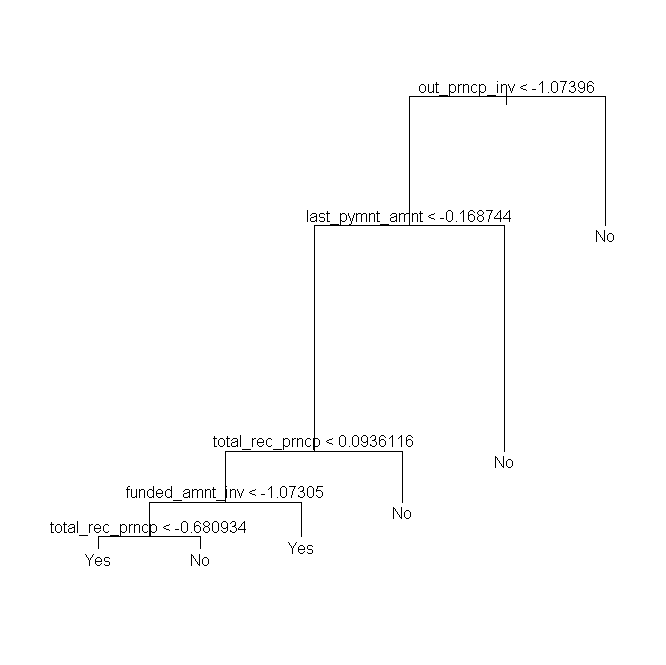 out_prncp_inv < -1.07396
last_pymnt_amnt < -0.168744
No
total_rec_prncp < 0.0936116
No
funded_amnt_inv < -1.07305
No
total_rec_prncp < -0.680934
Yes
Yes
No